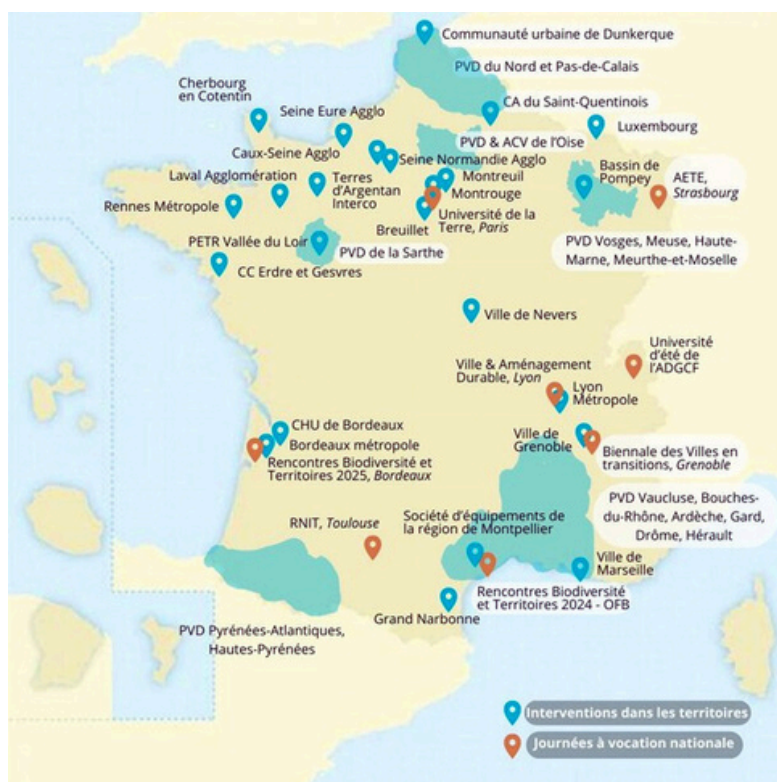 Communauté urbaine de Dunkerque
PVD du Nord et Pas-de-Calais
Cherbourg
en Cotentin
CA du Saint-Quentinois
Seine Eure Agglo
Luxembourg
PVD & ACV de l'Oise
Caux-Seine Agglo
Seine Normandie Agglo
Bassin de
Pompey
Laval Agglomération
Terres
d'Argentan
Interco
Montreuil
Montrouge
AETE,
Strasbourg
Rennes Métropole
Université de la
Terre, Paris
Breuillet
PETR Vallée du Loir
PVD de la Sarthe
PVD Vosges, Meuse, Haute-
Marne, Meurthe-et-Moselle
CC Erdre et Gesvres
Ville de Nevers
Université
d'été de
l'ADGCF
Ville & Aménagement
Durable, Lyon
Lyon
Métropole
CHU de Bordeaux
Bordeaux métropole
Ville de
Grenoble
Rencontres Biodiversité et
Territoires 2025, Bordeaux
Biennale des Villes en
transitions, Grenoble
PVD Vaucluse, Bouches-
du-Rhône, Ardèche, Gard,
Drôme, Hérault
Société d'équipements de
la région de Montpellier
RNIT, Toulouse
Ville de
Marseille
Rencontres Biodiversité
et Territoires 2024 - OFB
Grand Narbonne
PVD Pyrénées-Atlantiques,
Hautes-Pyrénées
Interventions dans les territoires
Journées à vocation nationale